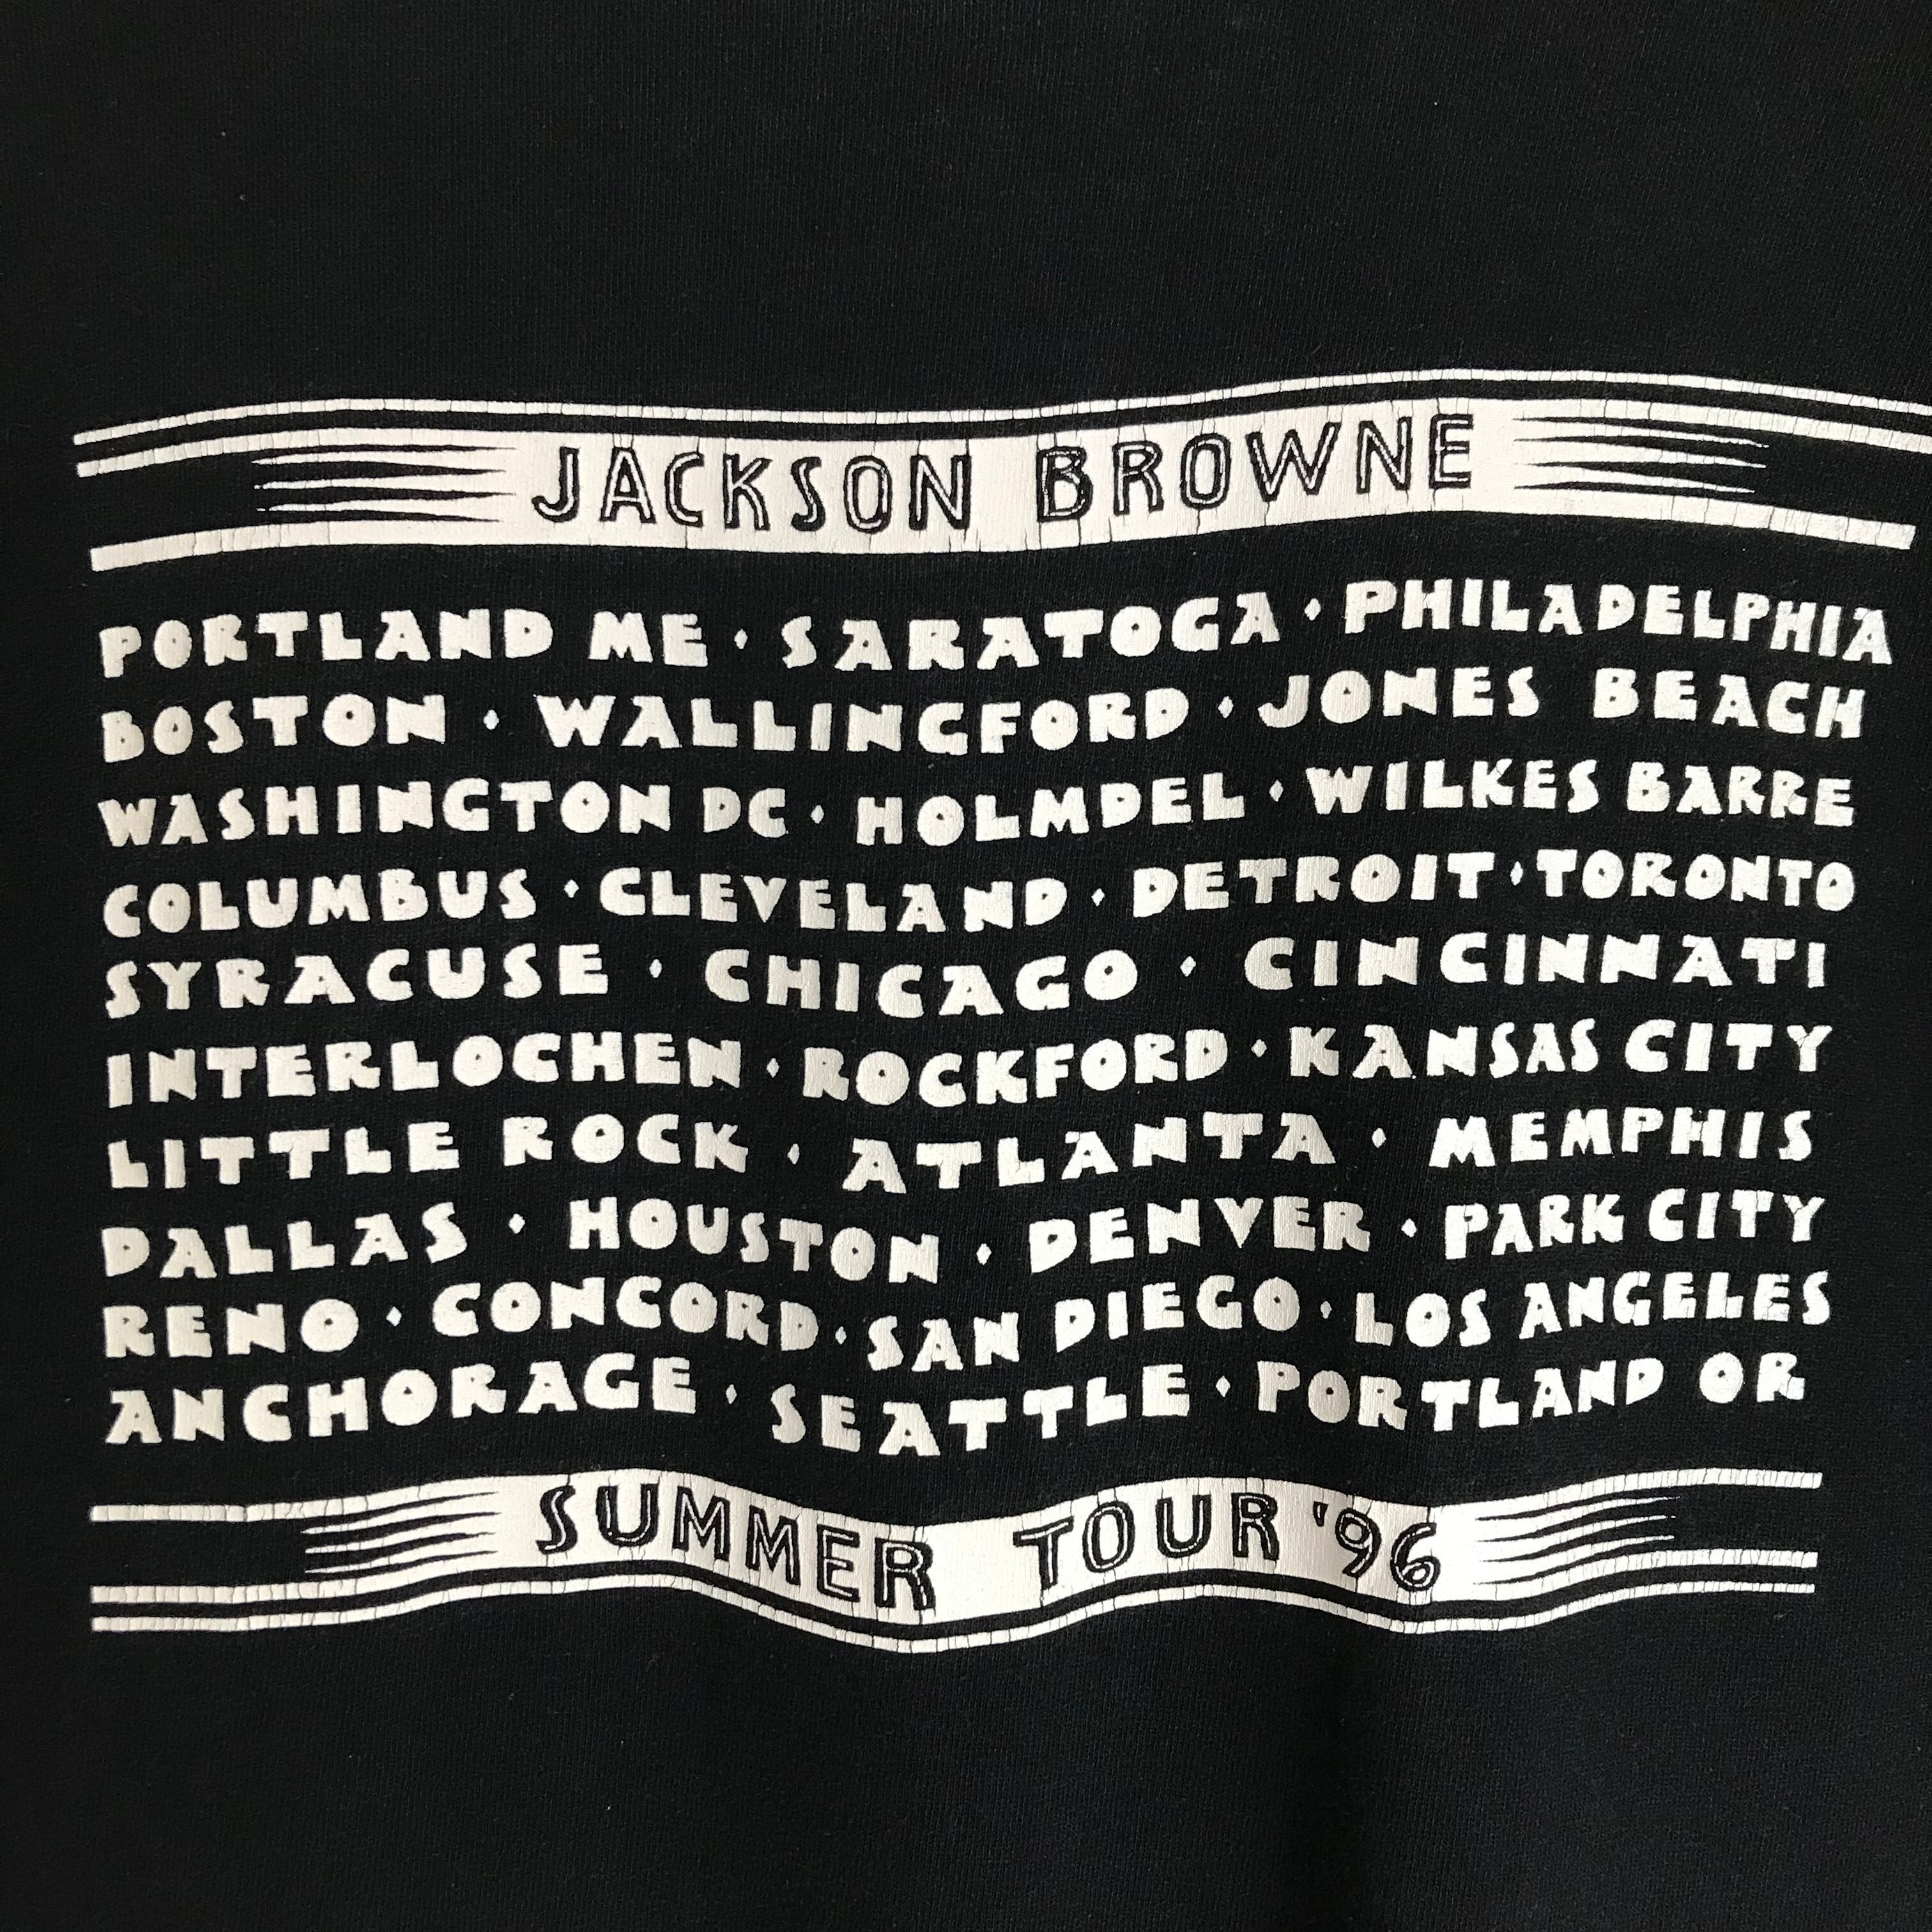 JACKSON BROWNE
PORTLAND ME · SARATOGA · PHILADELPHIA
BOSTON · WALLINGFORD · JONES BEACH
WASHINGTON DC · HOLMDEL · WILKES BARRE
COLUMBUS · CLEVELAND · DETROIT · TORONTO
SYRACUSE · CHICAGO · CINCINNATI
INTERLOCHEN · ROCKFORD · KANSAS CITY
LITTLE ROCK · ATLANTA · MEMPHIS
DALLAS · HOUSTON · DENVER · PARK CITY
RENO · CONCORD · SAN DIEGO · LOS ANGELES
ANCHORAGE · SEATTLE · PORTLAND OR
SUMMER TOUR '96